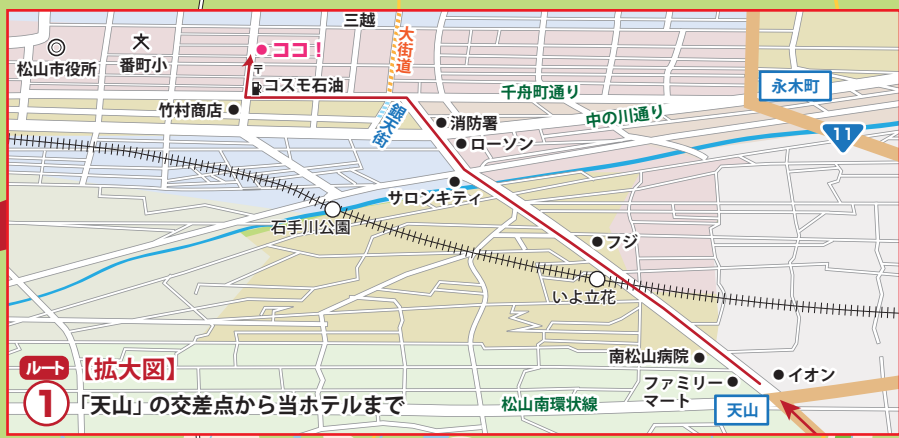 三越
大街道
ココ！
松山市役所
番町小
〒
コスモ石油
千舟町通り
永木町
竹村商店
銀天街
消防署
中の川通り
11
ローソン
サロンキティ
石手川公園
フジ
いよ立花
南松山病院
ファミリー
マート
イオン
天山
松山南環状線
ルート
1
【拡大図】
「天山」の交差点から当ホテルまで